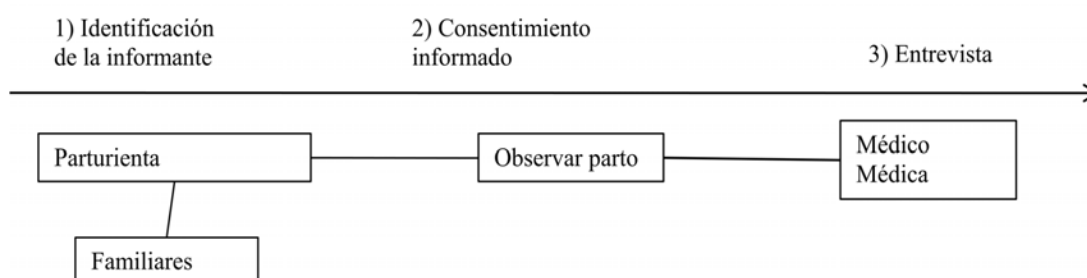 1) Identificación
de la informante
2) Consentimiento
informado
3) Entrevista
Parturienta
Observar parto
Médico
Médica
Familiares